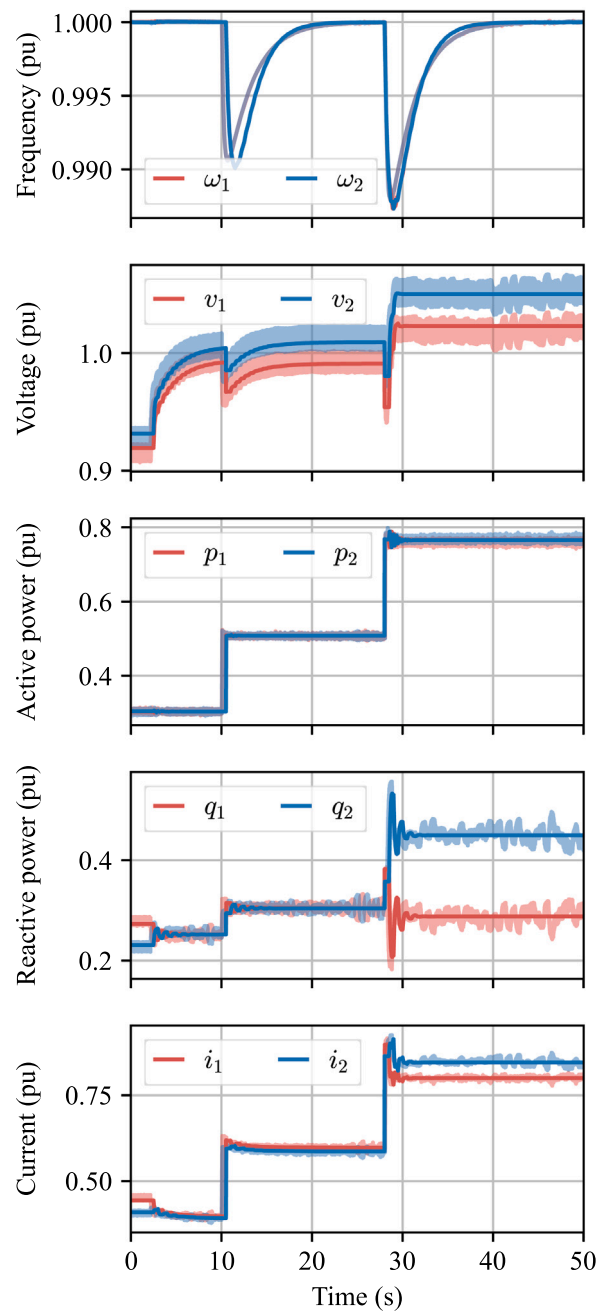 Frequency (pu)
1.000
0.995
0.990
ω1 ω2
Voltage (pu)
1.0
0.9
v1 v2
Active power (pu)
0.8
0.6
0.4
p1 p2
Reactive power (pu)
0.4
0.2
q1 q2
Current (pu)
0.75
0.50
i1 i2
0 10 20 30 40 50
Time (s)